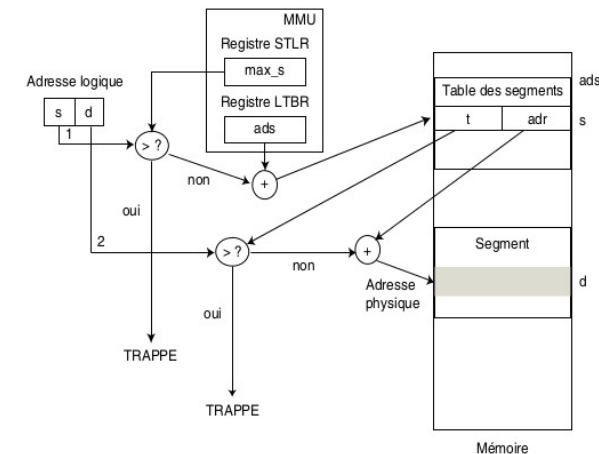 MMU
Registre STLR
max_s
Registre LTBR
ads
Adresse logique
s d
1
> ?
non
+
oui
2
> ?
non
+
oui
Adresse
physique
TRAPPE
TRAPPE
ads
Table des segments
t adr
s
Segment
d
Mémoire